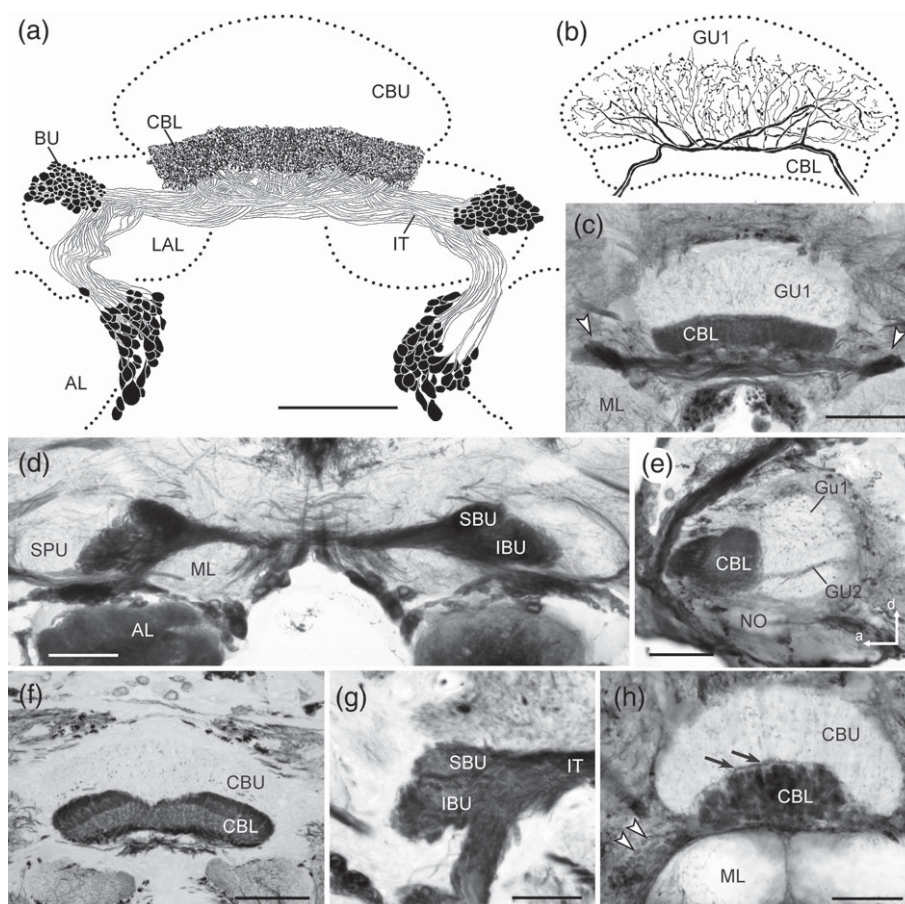 (a)
CBU
CBL
BU
LAL
IT
AL
(b)
GU1
CBL
(c)
GU1
CBL
ML
(d)
SBU
IBU
SPU
ML
AL
(e)
Gu1
CBL
GU2
NO
d
a
(f)
CBU
CBL
(g)
SBU
IT
IBU
(h)
CBU
CBL
ML